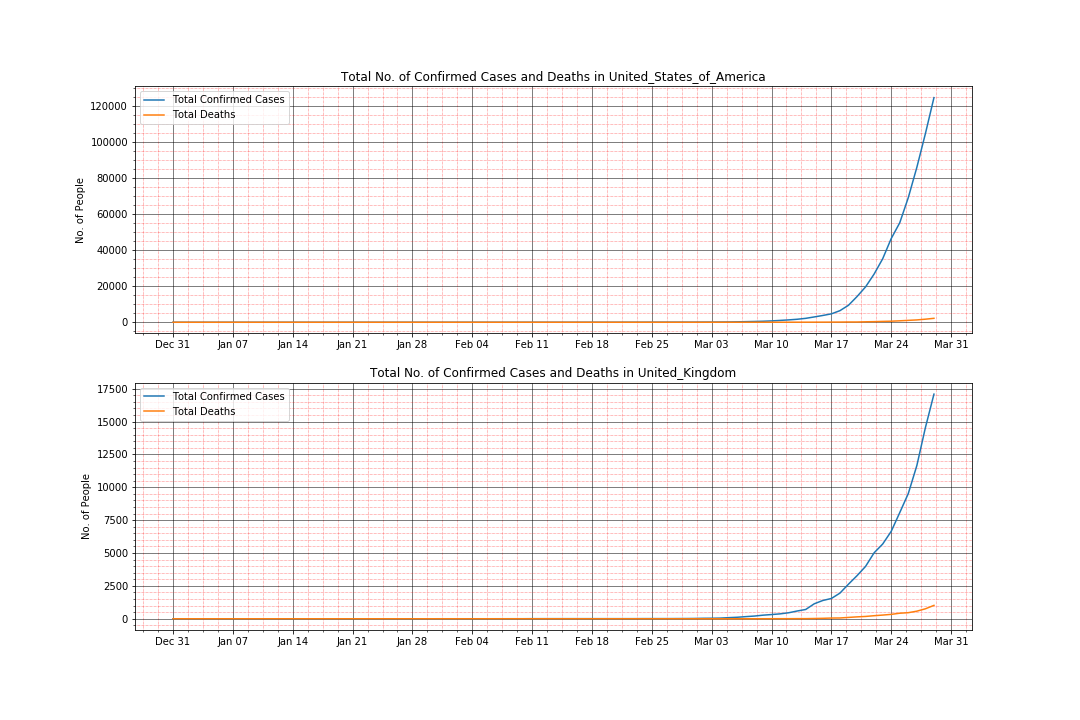 Total No. of Confirmed Cases and Deaths in United_States_of_America
Total Confirmed Cases
Total Deaths
No. of People
120000
100000
80000
60000
40000
20000
0
Dec 31 Jan 07 Jan 14 Jan 21 Jan 28 Feb 04 Feb 11 Feb 18 Feb 25 Mar 03 Mar 10 Mar 17 Mar 24 Mar 31
Total No. of Confirmed Cases and Deaths in United_Kingdom
Total Confirmed Cases
Total Deaths
No. of People
17500
15000
12500
10000
7500
5000
2500
0
Dec 31 Jan 07 Jan 14 Jan 21 Jan 28 Feb 04 Feb 11 Feb 18 Feb 25 Mar 03 Mar 10 Mar 17 Mar 24 Mar 31